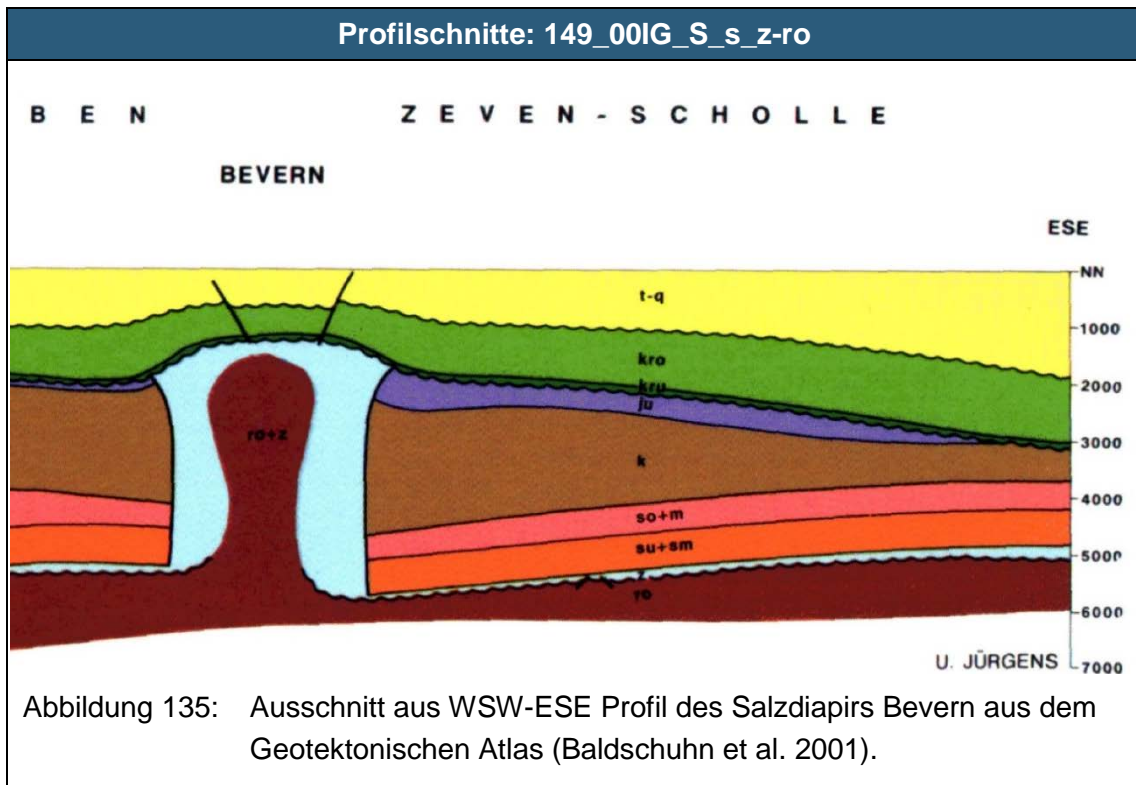 Profilschnitte: 149_00IG_S_s_z-ro
B E N Z E V E N - S C H O L L E
BEVERN
ESE
NN
t-q
1000
kro
2000
kru
ju
ro+z
3000
k
4000
so+m
su+sm
5000
z
ro
6000
U. JÜRGENS
7000
Abbildung 135: Ausschnitt aus WSW-ESE Profil des Salzdiapirs Bevern aus dem
Geotektonischen Atlas (Baldschuhn et al. 2001).